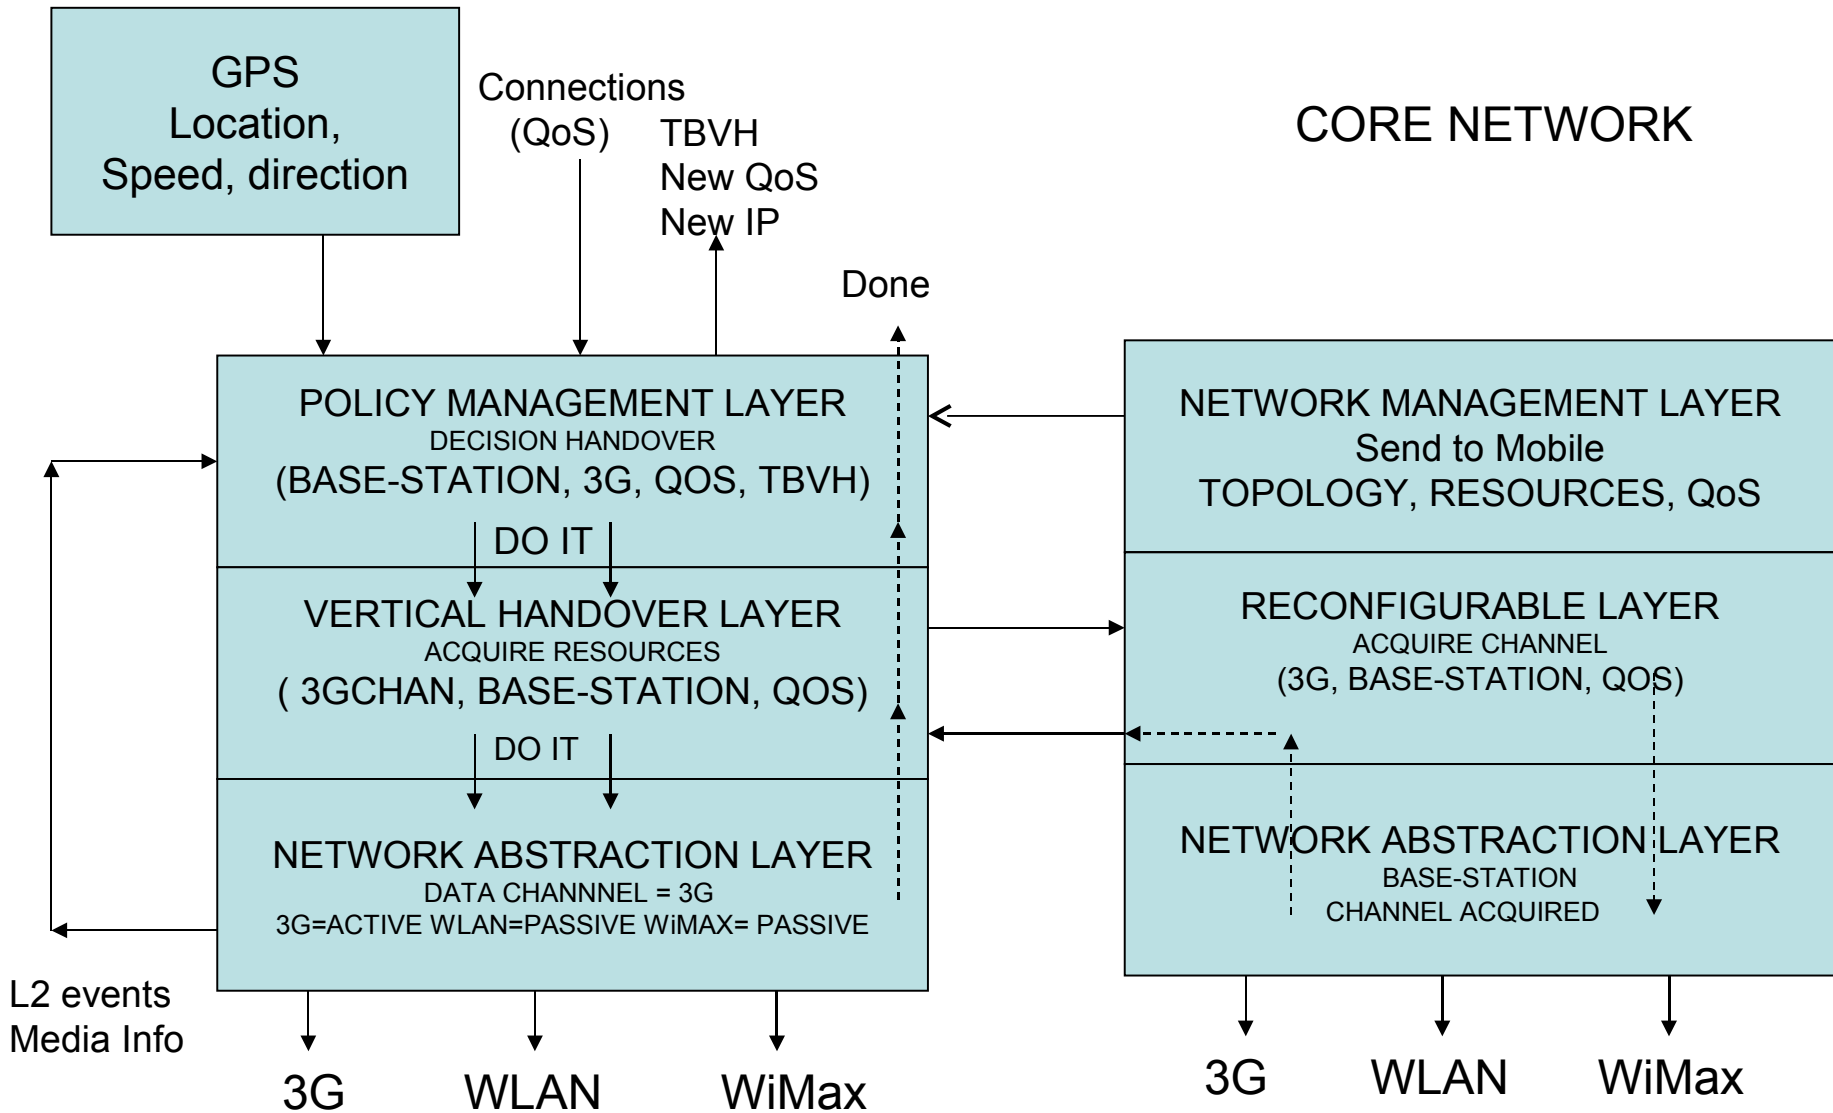 GPS
Location,
Speed, direction
Connections
(QoS)
TBVH
New QoS
New IP
Done
CORE NETWORK
POLICY MANAGEMENT LAYER
DECISION HANDOVER
(BASE-STATION, 3G, QOS, TBVH)
DO IT
VERTICAL HANDOVER LAYER
ACQUIRE RESOURCES
( 3GCHAN, BASE-STATION, QOS)
DO IT
NETWORK ABSTRACTION LAYER
DATA CHANNNEL = 3G
3G=ACTIVE WLAN=PASSIVE WiMAX= PASSIVE
L2 events
Media Info
3G
WLAN
WiMax
NETWORK MANAGEMENT LAYER
Send to Mobile
TOPOLOGY, RESOURCES, QoS
RECONFIGURABLE LAYER
ACQUIRE CHANNEL
(3G, BASE-STATION, QOS)
NETWORK ABSTRACTION LAYER
BASE-STATION
CHANNEL ACQUIRED
3G
WLAN
WiMax